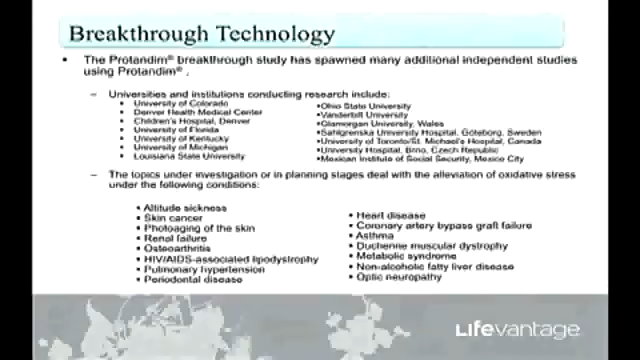 Breakthrough Technology
• The Protandim® breakthrough study has spawned many additional independent studies
using Protandim® .
– Universities and institutions conducting research include:
• University of Colorado
• Denver Health Medical Center
• Children's Hospital, Denver
• University of Florida
• University of Kentucky
• University of Michigan
• Louisiana State University
•Ohio State University
•Vanderbilt University
•Glamorgan University, Wales
•Sahlgrenska University Hospital, Göteborg, Sweden
•University of Toronto/St. Michael's Hospital, Canada
•University Hospital, Brno, Czech Republic
•Mexican Institute of Social Security, Mexico City
– The topics under investigation or in planning stages deal with the alleviation of oxidative stress
under the following conditions:
• Altitude sickness
• Skin cancer
• Photoaging of the skin
• Renal failure
• Osteoarthritis
• HIV/AIDS-associated lipodystrophy
• Pulmonary hypertension
• Periodontal disease
• Heart disease
• Coronary artery bypass graft failure
• Asthma
• Duchenne muscular dystrophy
• Metabolic syndrome
• Non-alcoholic fatty liver disease
• Optic neuropathy
Lifevantage